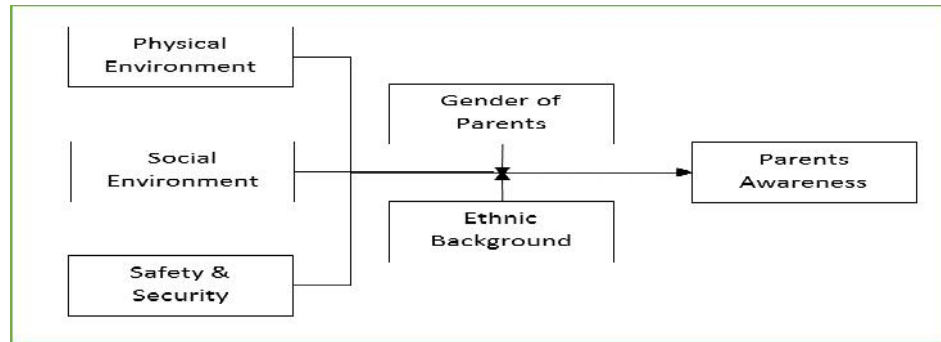 Physical
Environment
Gender of
Parents
Social
Environment
Parents
Awareness
Ethnic
Background
Safety &
Security